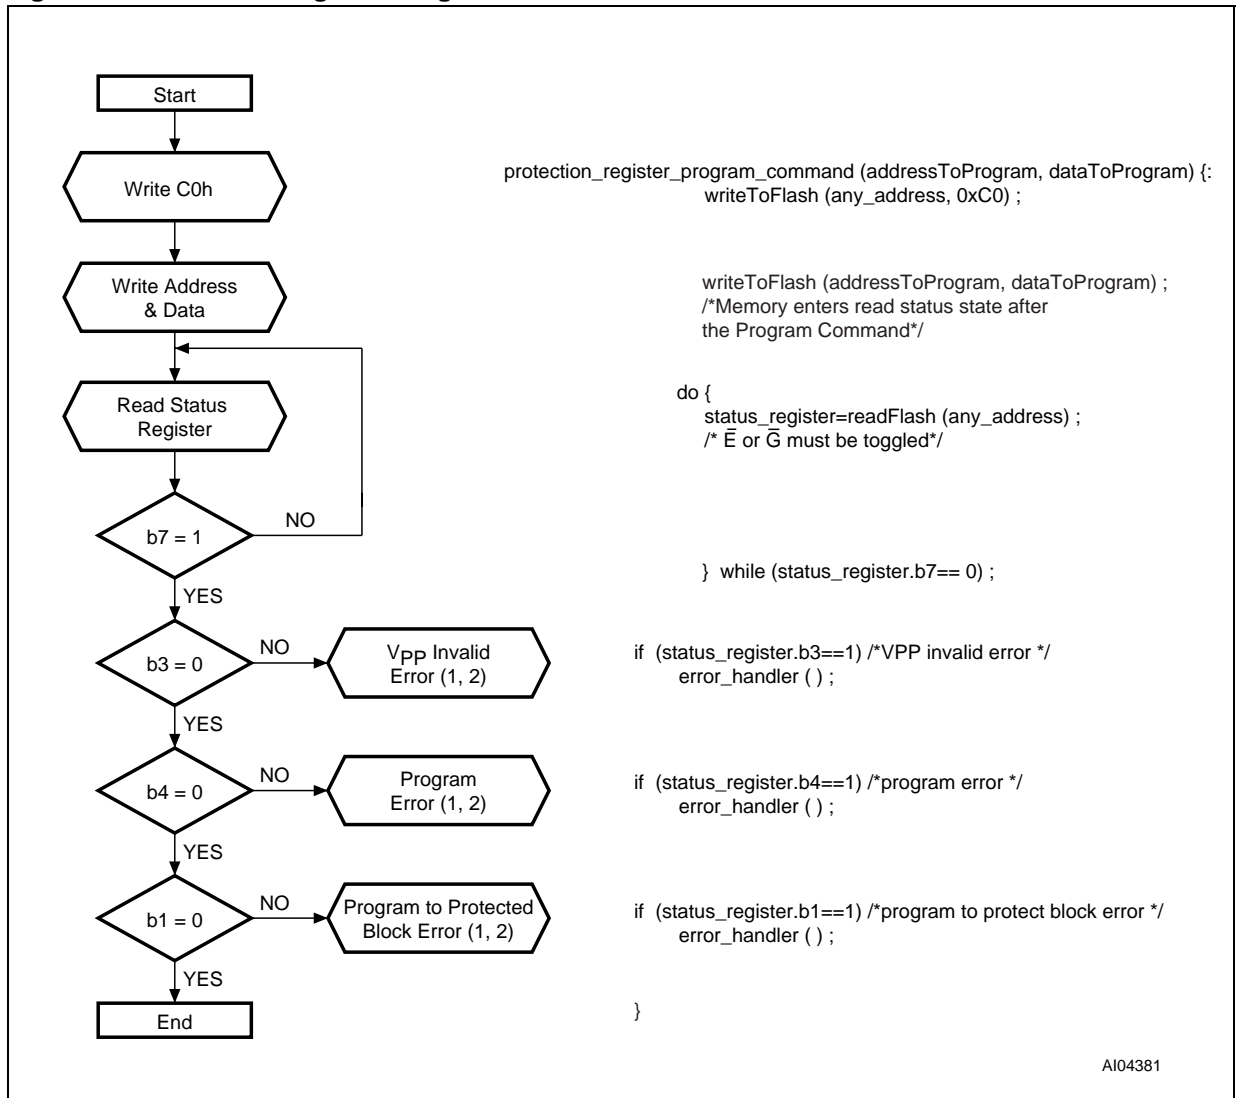 Start
Write C0h
protection_register_program_command (addressToProgram, dataToProgram) {:
writeToFlash (any_address, 0xC0) ;
Write Address
& Data
writeToFlash (addressToProgram, dataToProgram) ;
/*Memory enters read status state after
the Program Command*/
Read Status
Register
do {
status_register=readFlash (any_address) ;
/* E̅ or G̅ must be toggled*/
b7 = 1
NO
} while (status_register.b7== 0) ;
YES
b3 = 0
NO
VPP Invalid
Error (1, 2)
if (status_register.b3==1) /*VPP invalid error */
error_handler ( ) ;
YES
b4 = 0
NO
Program
Error (1, 2)
if (status_register.b4==1) /*program error */
error_handler ( ) ;
YES
b1 = 0
NO
Program to Protected
Block Error (1, 2)
if (status_register.b1==1) /*program to protect block error */
error_handler ( ) ;
YES
End
}
AI04381